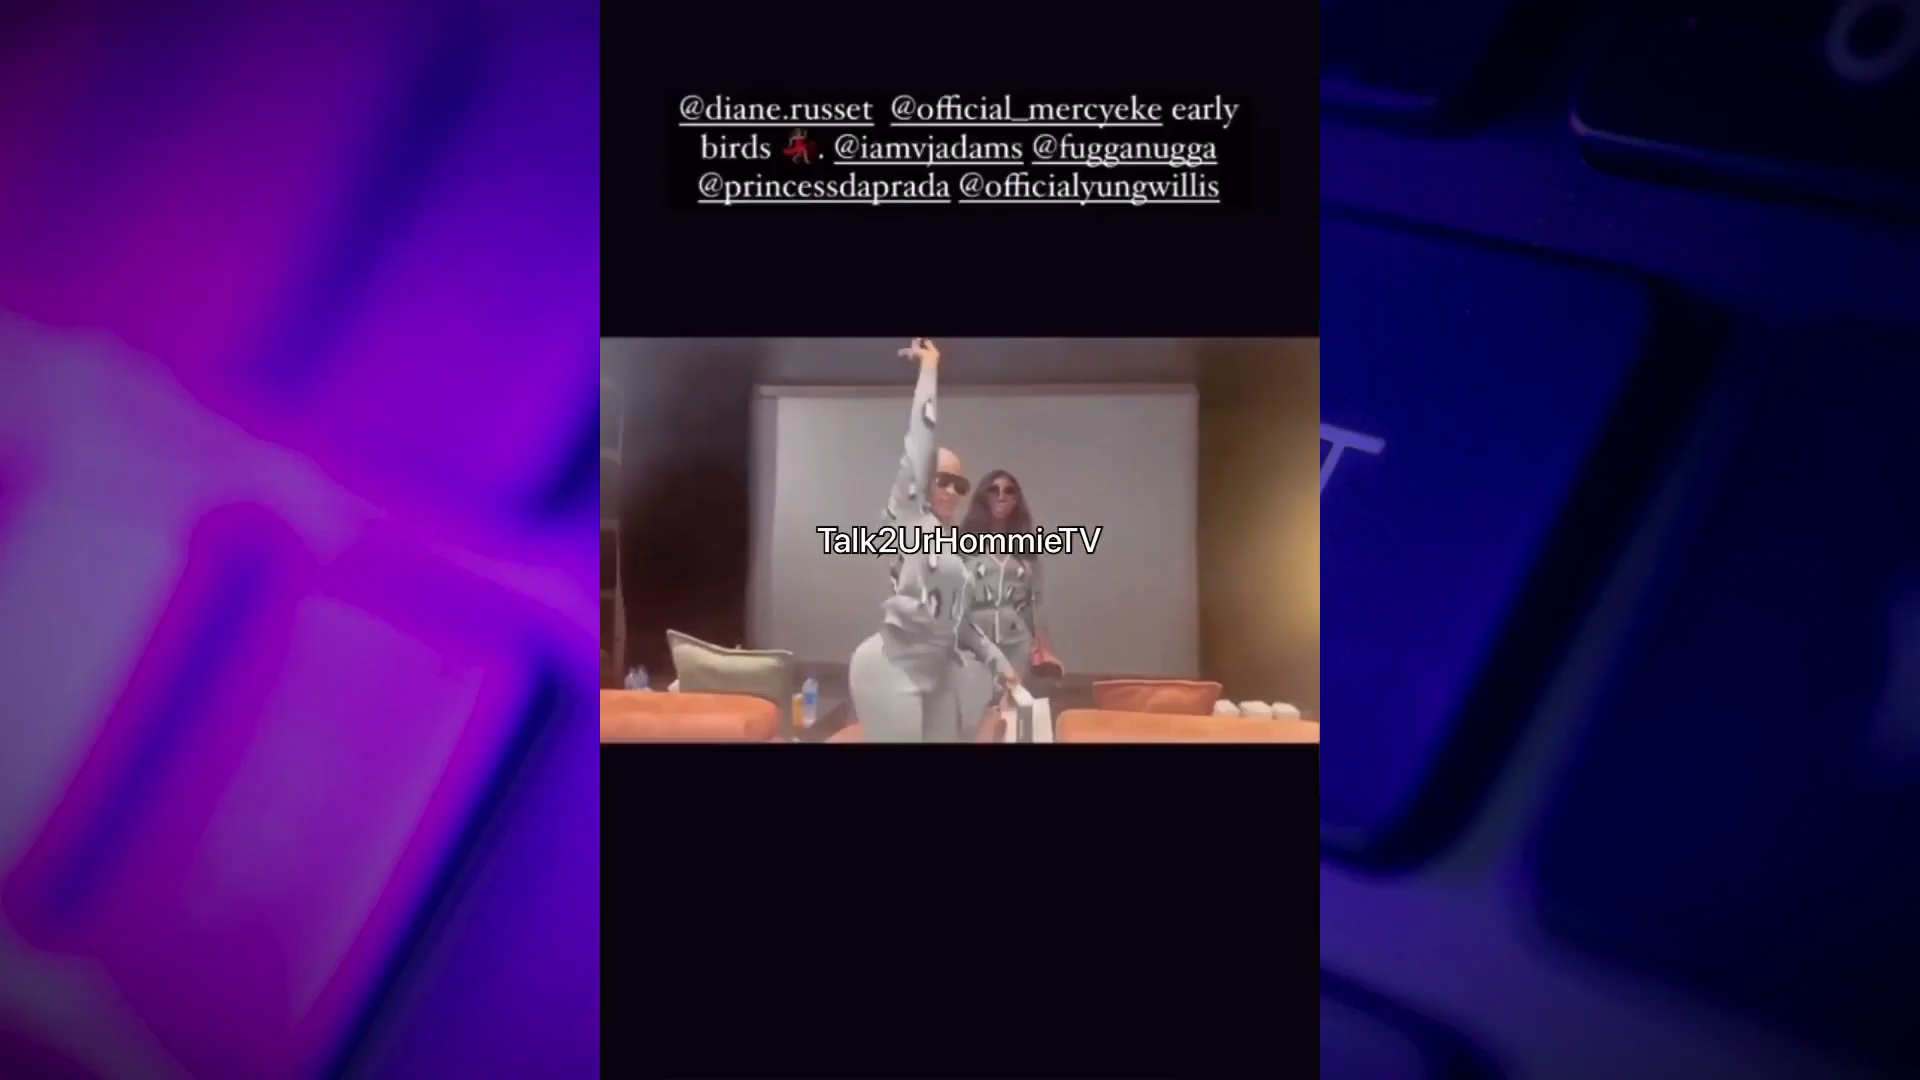 @diane.russet @official_mercyeke early
birds 💃. @iamvjadams @fugganugga
@princessdaprada @officialyungwillis
Talk2UrHommieTV
T